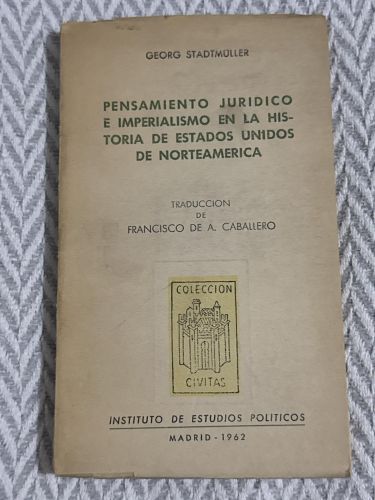 GEORG STADTMÜLLER
PENSAMIENTO JURIDICO
E IMPERIALISMO EN LA HIS-
TORIA DE ESTADOS UNIDOS
DE NORTEAMERICA
TRADUCCION
DE
FRANCISCO DE A. CABALLERO
COLECCION
CIVITAS
INSTITUTO DE ESTUDIOS POLITICOS
MADRID - 1962